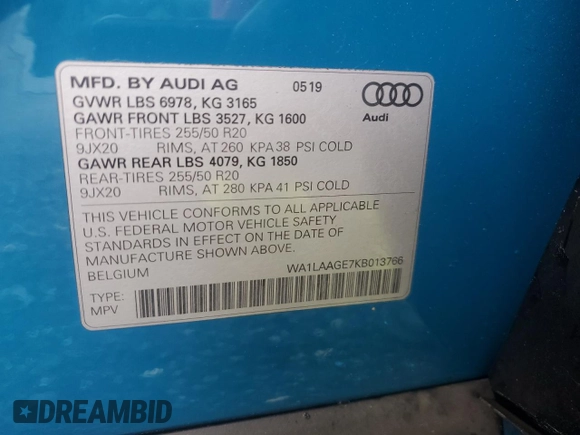 MFD. BY AUDI AG 0519
GVWR LBS 6978, KG 3165
GAWR FRONT LBS 3527, KG 1600
FRONT-TIRES 255/50 R20
9JX20 RIMS, AT 260 KPA 38 PSI COLD
GAWR REAR LBS 4079, KG 1850
REAR-TIRES 255/50 R20
9JX20 RIMS, AT 280 KPA 41 PSI COLD
Audi
THIS VEHICLE CONFORMS TO ALL APPLICABLE
U.S. FEDERAL MOTOR VEHICLE SAFETY
STANDARDS IN EFFECT ON THE DATE OF
MANUFACTURE SHOWN ABOVE.
BELGIUM WA1LAAGE7KB013766
TYPE:
MPV
DREAMBID